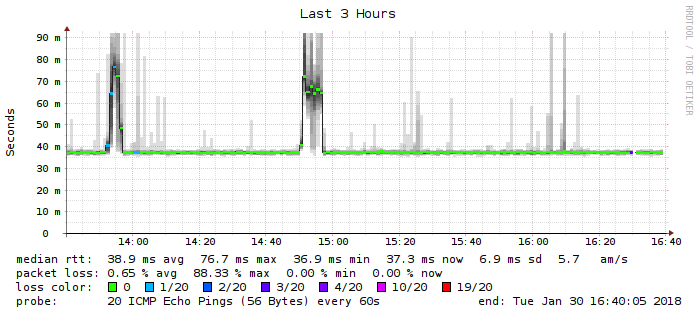 Last 3 Hours
RRDTOOL / TOBI OETIKER
Seconds
90 m
80 m
70 m
60 m
50 m
40 m
30 m
20 m
10 m
0
14:00 14:20 14:40 15:00 15:20 15:40 16:00 16:20 16:40
median rtt: 38.9 ms avg 76.7 ms max 36.9 ms min 37.3 ms now 6.9 ms sd 5.7 am/s
packet loss: 0.65 % avg 88.33 % max 0.00 % min 0.00 % now
loss color: 0 1/20 2/20 3/20 4/20 10/20 19/20
probe: 20 ICMP Echo Pings (56 Bytes) every 60s end: Tue Jan 30 16:40:05 2018